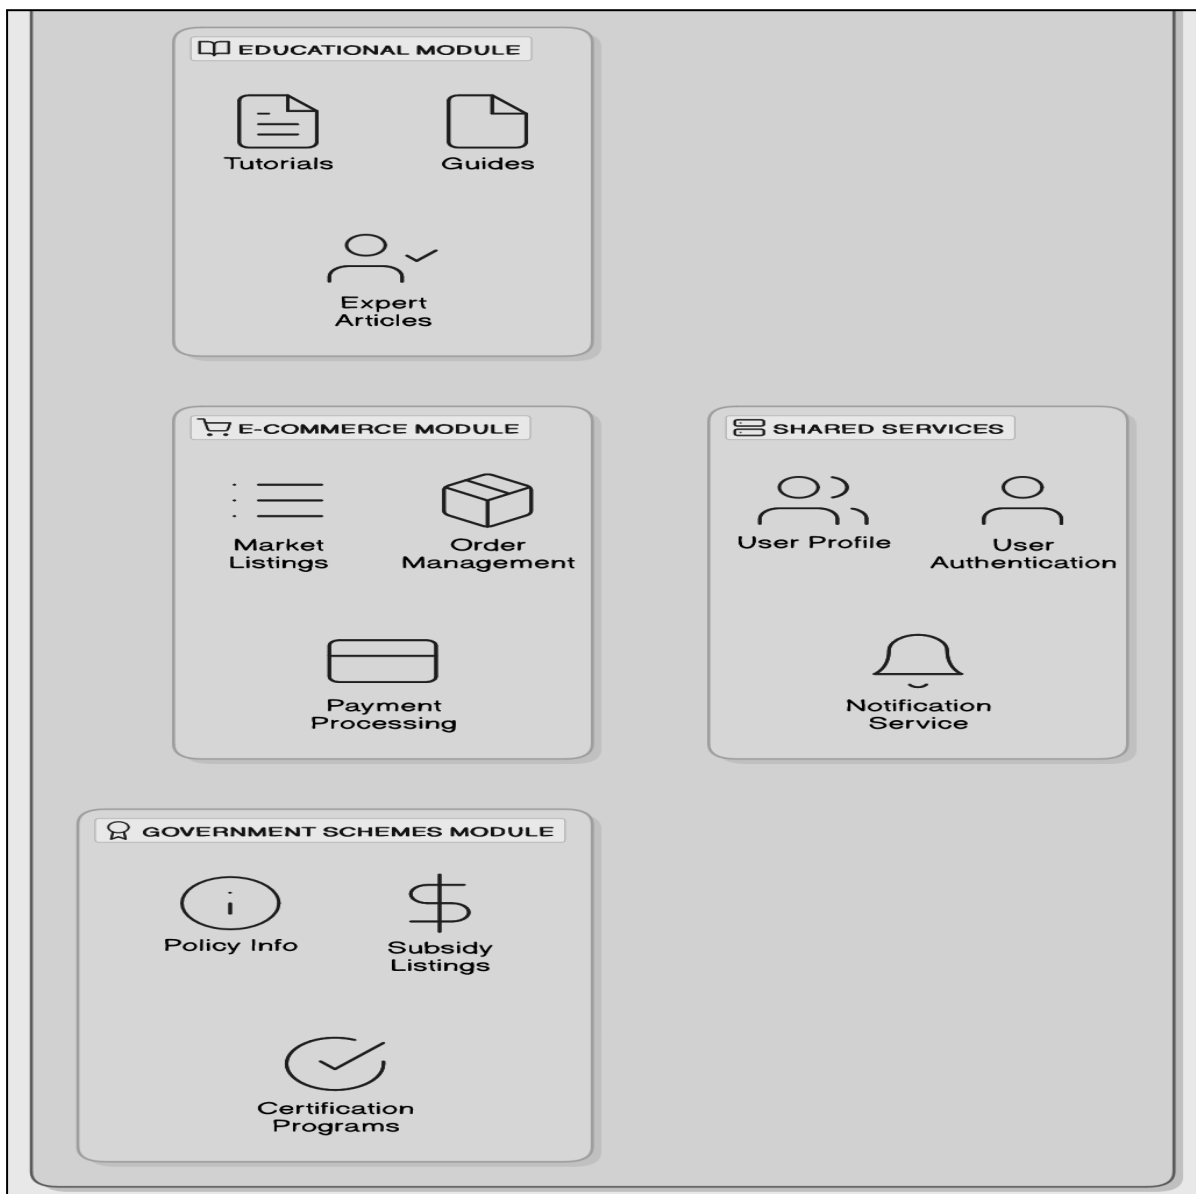 EDUCATIONAL MODULE
Tutorials
Guides
Expert
Articles
E-COMMERCE MODULE
Market
Listings
Order
Management
Payment
Processing
SHARED SERVICES
User Profile
User
Authentication
Notification
Service
GOVERNMENT SCHEMES MODULE
Policy Info
Subsidy
Listings
Certification
Programs